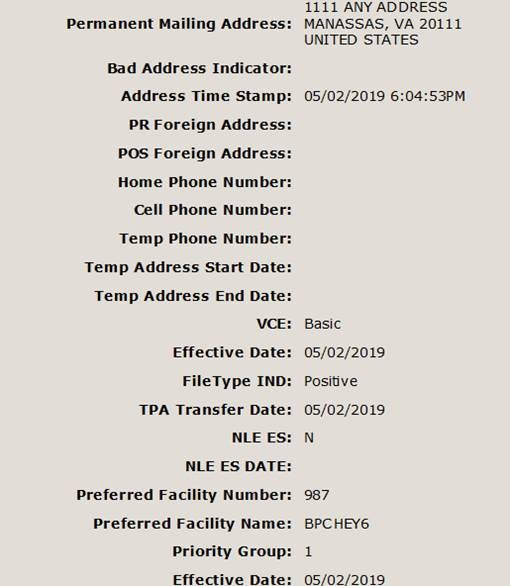 1111 ANY ADDRESS
Permanent Mailing Address: MANASSAS, VA 20111
UNITED STATES
Bad Address Indicator:
Address Time Stamp: 05/02/2019 6:04:53PM
PR Foreign Address:
POS Foreign Address:
Home Phone Number:
Cell Phone Number:
Temp Phone Number:
Temp Address Start Date:
Temp Address End Date:
VCE: Basic
Effective Date: 05/02/2019
FileType IND: Positive
TPA Transfer Date: 05/02/2019
NLE ES: N
NLE ES DATE:
Preferred Facility Number: 987
Preferred Facility Name: BPCHEY6
Priority Group: 1
Effective Date: 05/02/2019